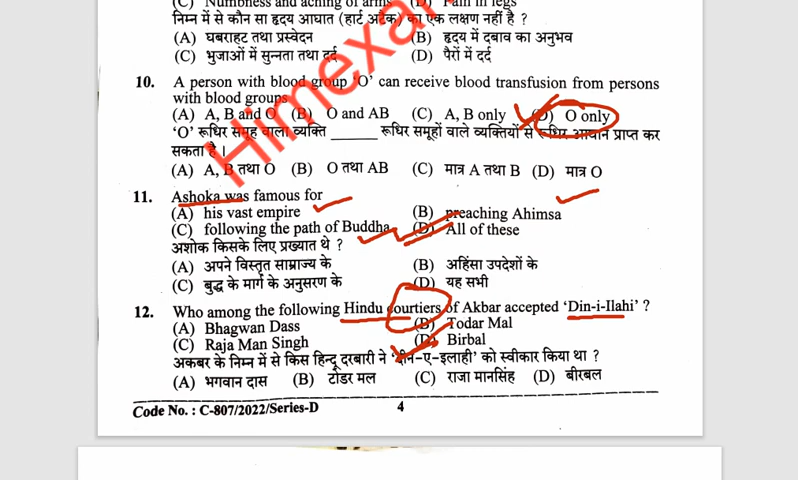 (C) Numbness and aching of arms (D) Pain in legs
निम्न में से कौन सा हृदय आघात (हार्ट अटैक) का एक लक्षण नहीं है ?
(A) घबराहट तथा प्रस्वेदन (B) हृदय में दबाव का अनुभव
(C) भुजाओं में सुन्नता तथा दर्द (D) पैरों में दर्द
10. A person with blood group ‘O’ can receive blood transfusion from persons
with blood groups
(A) A, B and O (B) O and AB (C) A, B only (D) O only
‘O’ रूधिर समूह वाला व्यक्ति ______ रूधिर समूहों वाले व्यक्तियों से रूधिर आधान प्राप्त कर
सकता है ।
(A) A, B तथा O (B) O तथा AB (C) मात्र A तथा B (D) मात्र O
11. Ashoka was famous for
(A) his vast empire (B) preaching Ahimsa
(C) following the path of Buddha (D) All of these
अशोक किसके लिए प्रख्यात थे ?
(A) अपने विस्तृत साम्राज्य के (B) अहिंसा उपदेशों के
(C) बुद्ध के मार्ग के अनुसरण के (D) यह सभी
12. Who among the following Hindu courtiers of Akbar accepted ‘Din-i-Ilahi’ ?
(A) Bhagwan Dass (B) Todar Mal
(C) Raja Man Singh (D) Birbal
अकबर के निम्न में से किस हिन्दू दरबारी ने ‘दीन-ए-इलाही’ को स्वीकार किया था ?
(A) भगवान दास (B) टोडर मल (C) राजा मानसिंह (D) बीरबल
Code No. : C-807/2022/Series-D 4
Himexam